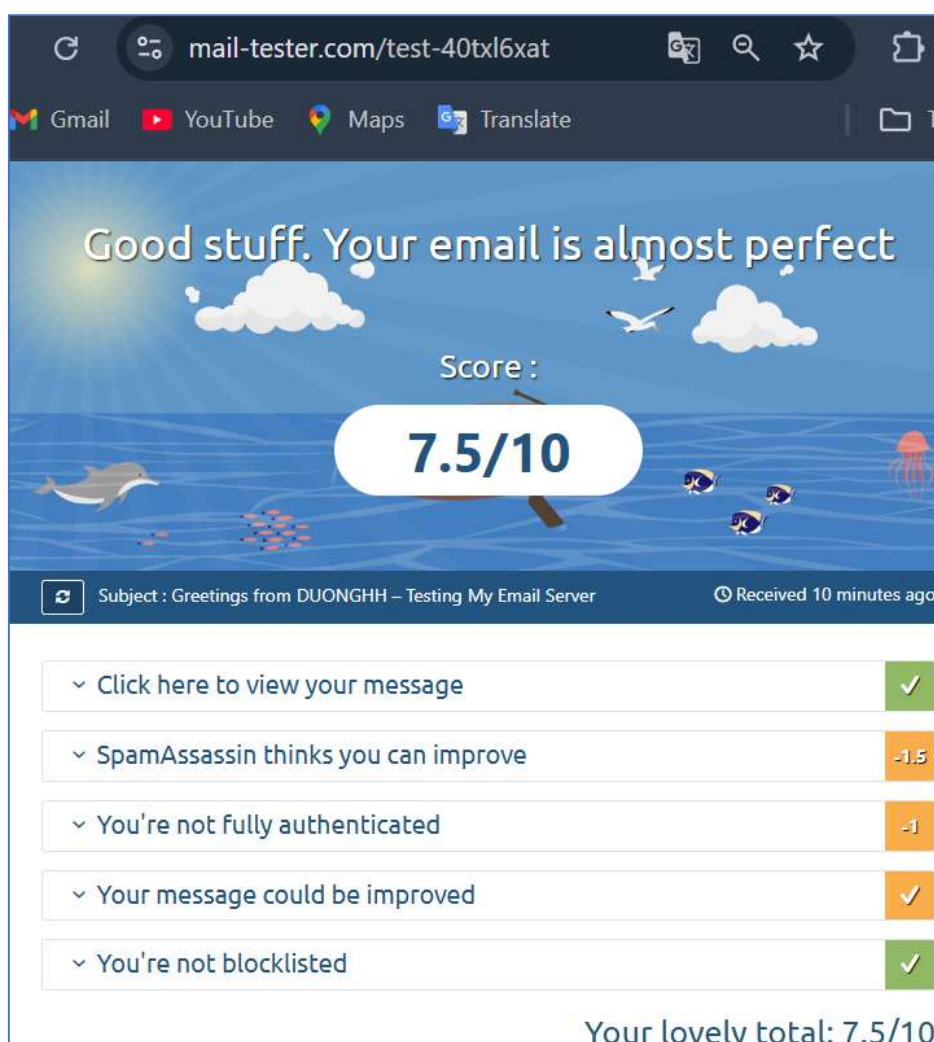 mail-tester.com/test-40txl6xat
Gmail YouTube Maps Translate
Good stuff. Your email is almost perfect
Score :
7.5/10
Subject : Greetings from DUONGHH – Testing My Email Server Received 10 minutes ago
Click here to view your message
SpamAssassin thinks you can improve -1.5
You're not fully authenticated -1
Your message could be improved
You're not blocklisted
Your lovely total: 7.5/10